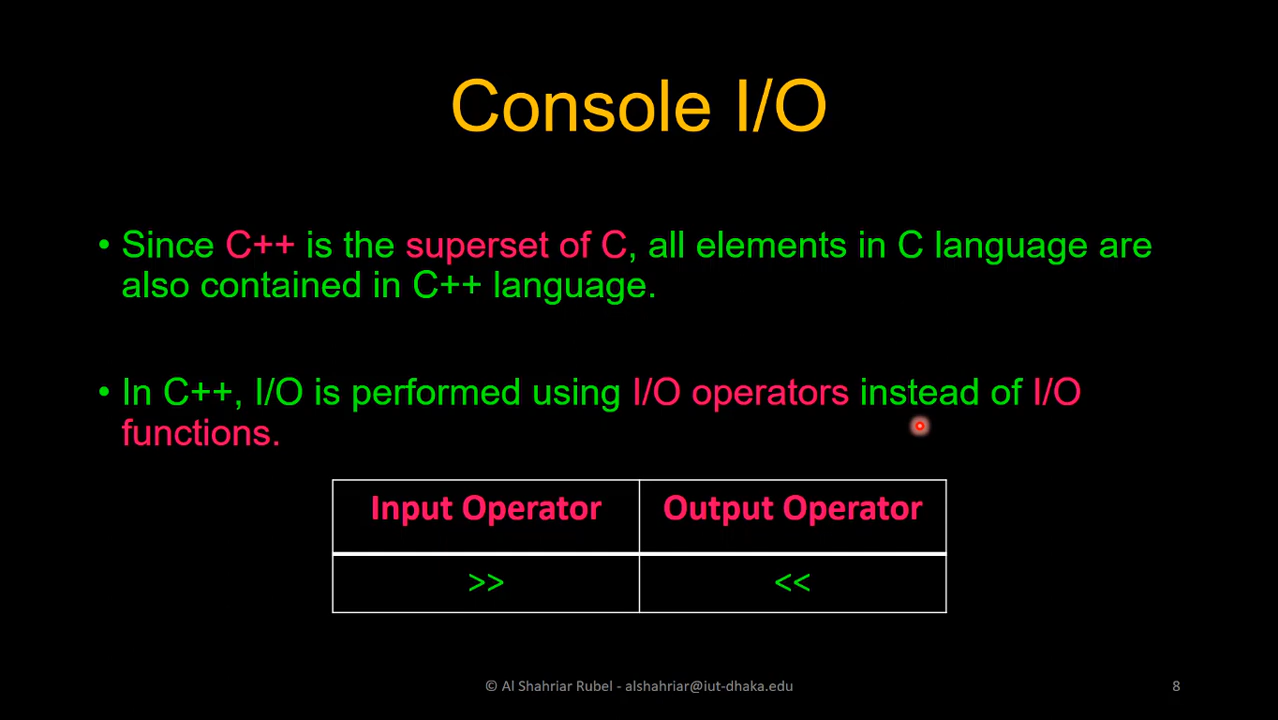 Console I/O
• Since C++ is the superset of C, all elements in C language are
also contained in C++ language.
• In C++, I/O is performed using I/O operators instead of I/O
functions.
Input Operator Output Operator
>> <<
© Al Shahriar Rubel - alshahriar@iut-dhaka.edu 8